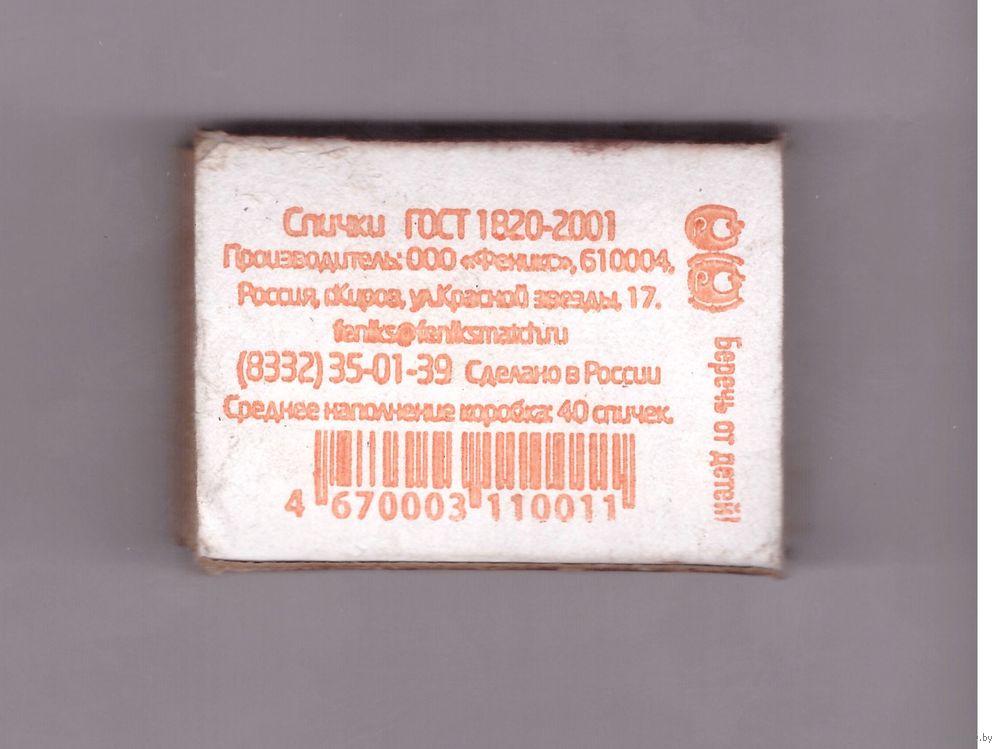 Спички ГОСТ 1820-2001
Производитель: ООО «Феникс», 610004,
Россия, г.Киров, ул.Красной звезды, 17.
feniks@feniksmatch.ru
(8332) 35-01-39 Сделано в России
Среднее наполнение коробка: 40 спичек.
4 670003 110011
беречь от детей!
.by